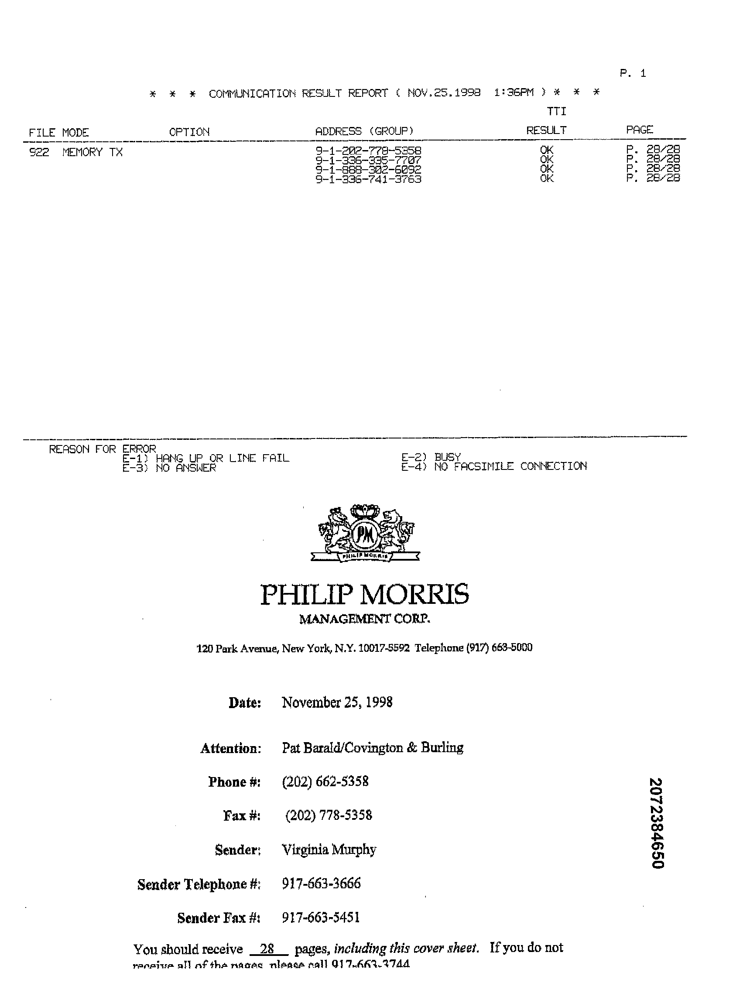 P. 1
* * * COMMUNICATION RESULT REPORT ( NOV.25.1998 1:36PM ) * * *
TTI
FILE MODE OPTION ADDRESS (GROUP) RESULT PAGE
922 MEMORY TX 9-1-202-778-5358 OK P. 28/28
9-1-336-335-7707 OK P. 28/28
9-1-888-302-6092 OK P. 28/28
9-1-336-741-3763 OK P. 28/28
REASON FOR ERROR
E-1) HANG UP OR LINE FAIL E-2) BUSY
E-3) NO ANSWER E-4) NO FACSIMILE CONNECTION
PM
PHILIP MORRIS
PHILIP MORRIS
MANAGEMENT CORP.
120 Park Avenue, New York, N.Y. 10017-5592 Telephone (917) 663-5000
Date: November 25, 1998
Attention: Pat Barald/Covington & Burling
Phone #: (202) 662-5358
Fax #: (202) 778-5358
Sender: Virginia Murphy
Sender Telephone #: 917-663-3666
Sender Fax #: 917-663-5451
You should receive 28 pages, including this cover sheet. If you do not
receive all of the pages, please call 917-663-3744
2072384650